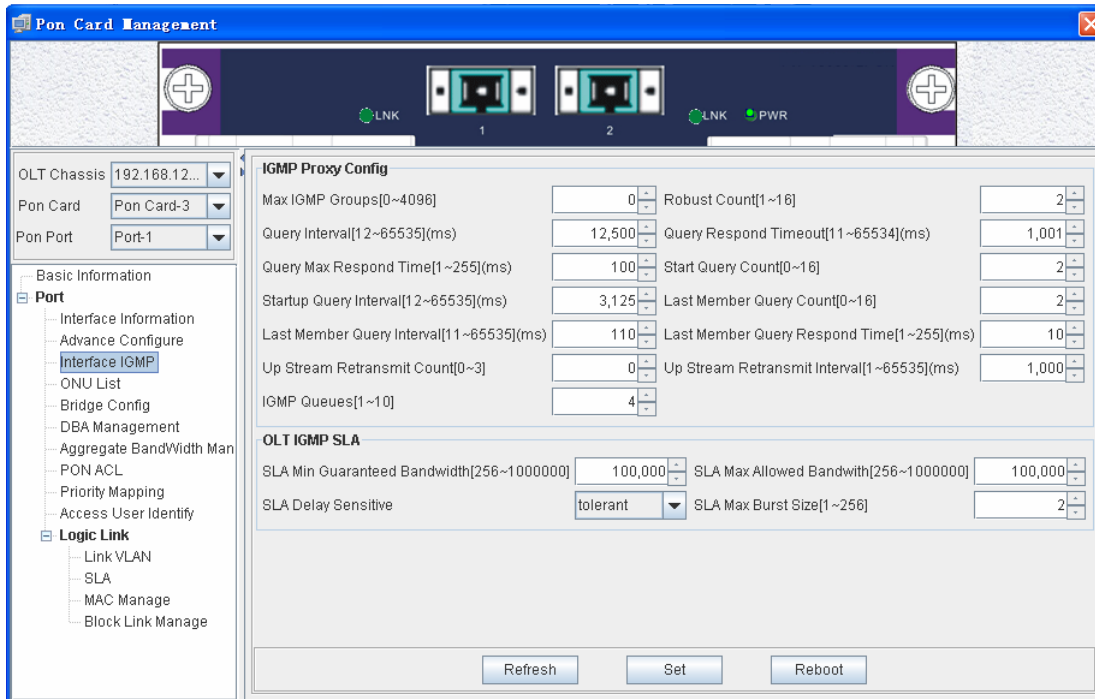 Pon Card Management
LNK
1
2
LNK
PWR
OLT Chassis 192.168.12...
Pon Card Pon Card-3
Pon Port Port-1
Basic Information
Port
Interface Information
Advance Configure
Interface IGMP
ONU List
Bridge Config
DBA Management
Aggregate BandWidth Man
PON ACL
Priority Mapping
Access User Identify
Logic Link
Link VLAN
SLA
MAC Manage
Block Link Manage
IGMP Proxy Config
Max IGMP Groups[0~4096] 0 Robust Count[1~16] 2
Query Interval[12~65535](ms) 12,500 Query Respond Timeout[11~65534](ms) 1,001
Query Max Respond Time[1~255](ms) 100 Start Query Count[0~16] 2
Startup Query Interval[12~65535](ms) 3,125 Last Member Query Count[0~16] 2
Last Member Query Interval[11~65535](ms) 110 Last Member Query Respond Time[1~255](ms) 10
Up Stream Retransmit Count[0~3] 0 Up Stream Retransmit Interval[1~65535](ms) 1,000
IGMP Queues[1~10] 4
OLT IGMP SLA
SLA Min Guaranteed Bandwidth[256~1000000] 100,000 SLA Max Allowed Bandwith[256~1000000] 100,000
SLA Delay Sensitive tolerant SLA Max Burst Size[1~256] 2
Refresh Set Reboot